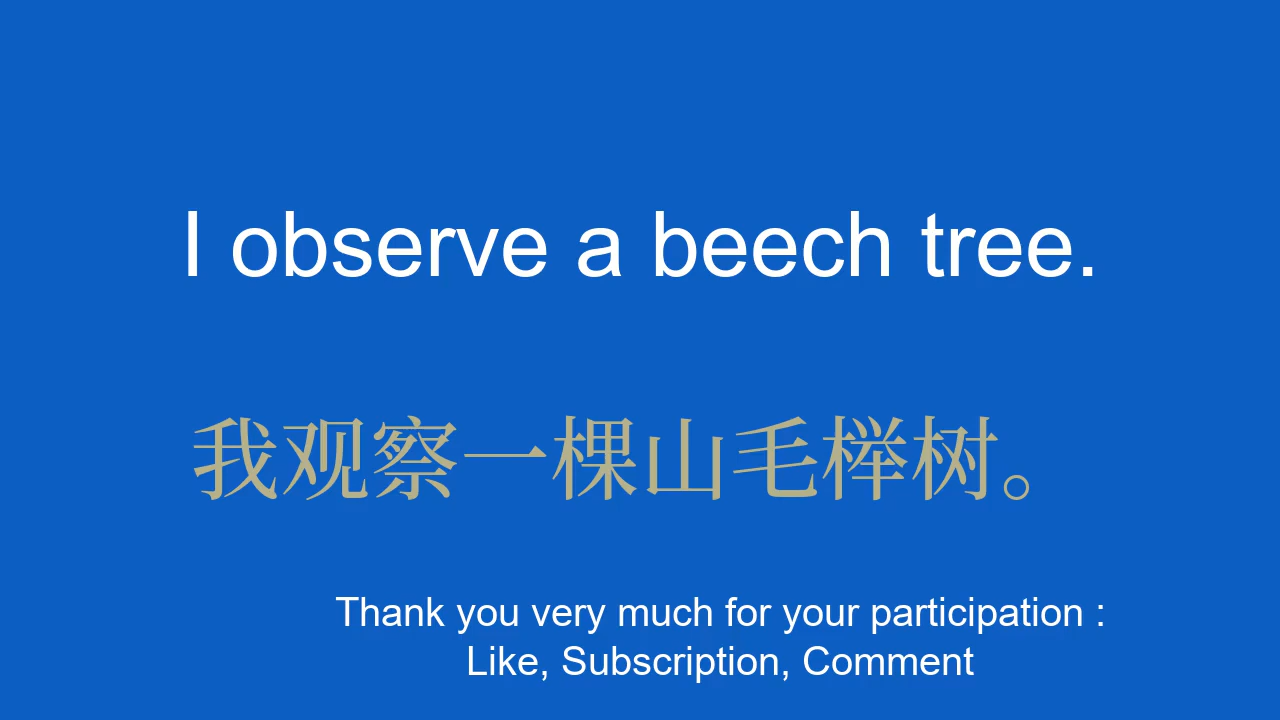 I observe a beech tree.
我观察一棵山毛榉树。
Thank you very much for your participation :
Like, Subscription, Comment